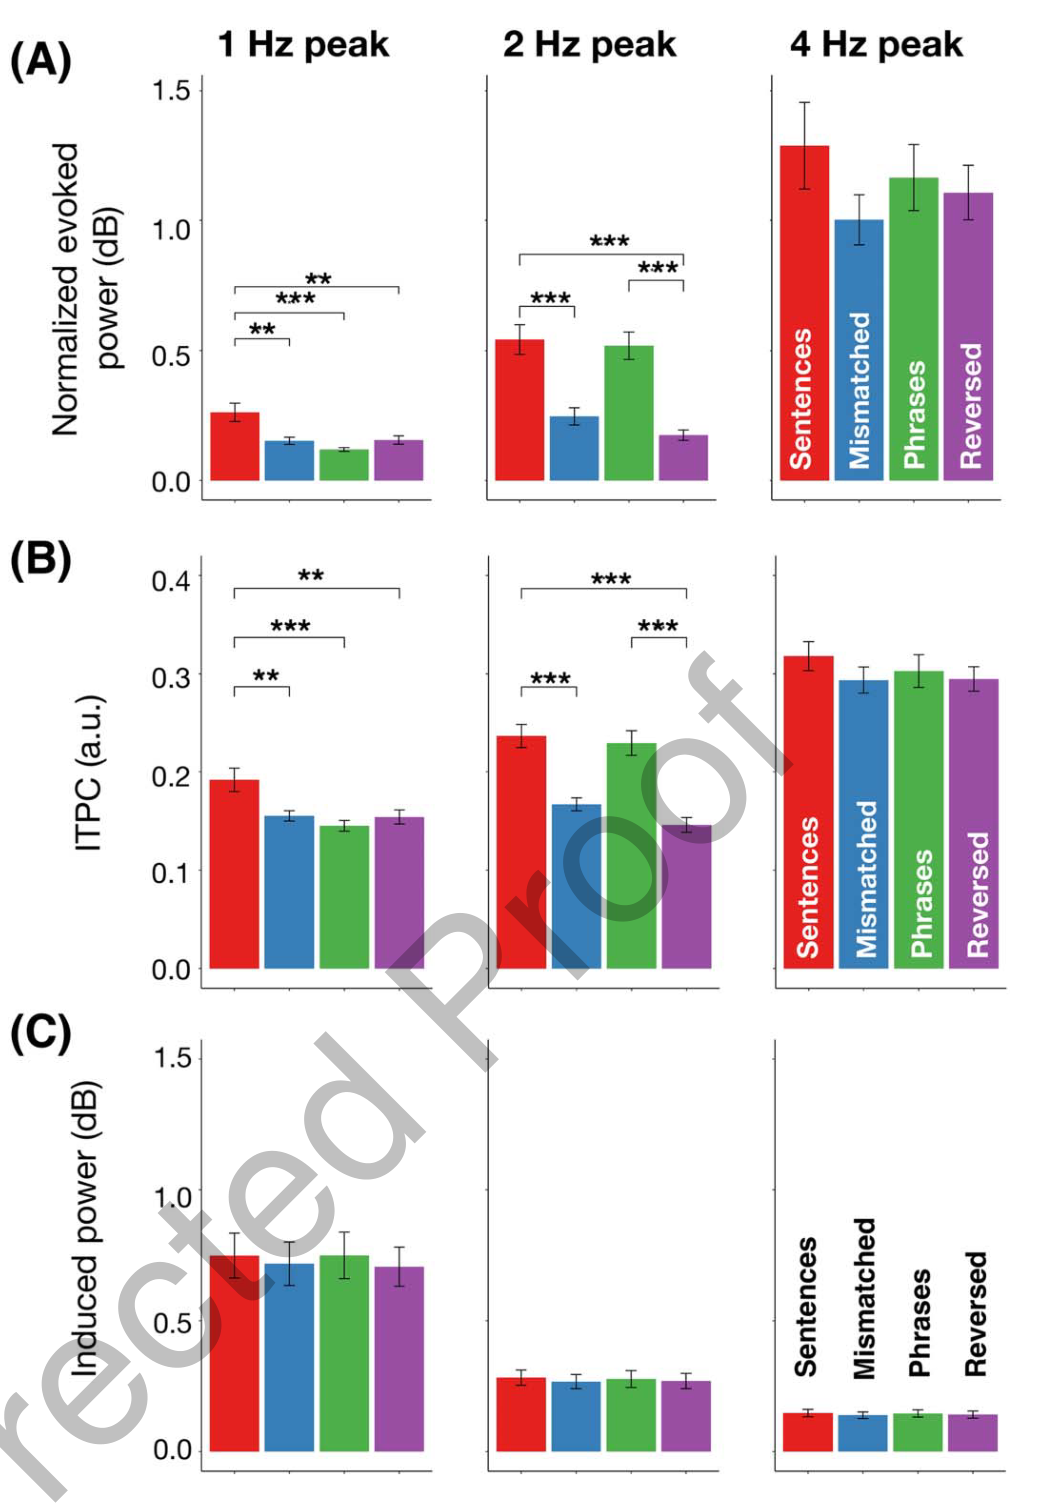 (A)
1 Hz peak
2 Hz peak
4 Hz peak
Normalized evoked
power (dB)
1.5
1.0
0.5
0.0
**
***
**
***
***
***
Sentences
Mismatched
Phrases
Reversed
(B)
ITPC (a.u.)
0.4
0.3
0.2
0.1
0.0
**
***
**
***
***
***
Sentences
Mismatched
Phrases
Reversed
(C)
Induced power (dB)
1.5
1.0
0.5
0.0
Sentences
Mismatched
Phrases
Reversed
rected Proof